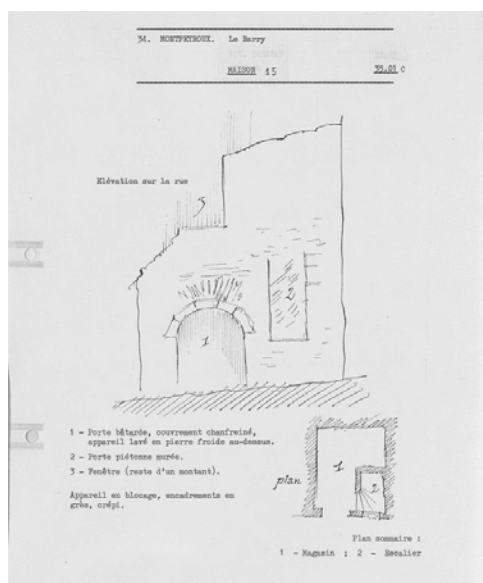 34. MONTPEYROUX. Le Barry
MAISON 15
35.01 C
Elévation sur la rue
3
2
1
1 - Porte bâtarde, couvrement chanfreiné,
appareil lavé en pierre froide au-dessus.
2 - Porte piétonne murée.
3 - Fenêtre (reste d'un montant).
Appareil en blocage, encadrements en
grès, crépi.
plan
1
2
Plan sommaire :
1 - Magasin ; 2 - Escalier